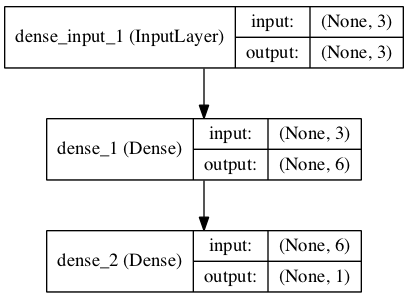 dense_input_1 (InputLayer)
input: (None, 3)
output: (None, 3)
dense_1 (Dense)
input: (None, 3)
output: (None, 6)
dense_2 (Dense)
input: (None, 6)
output: (None, 1)